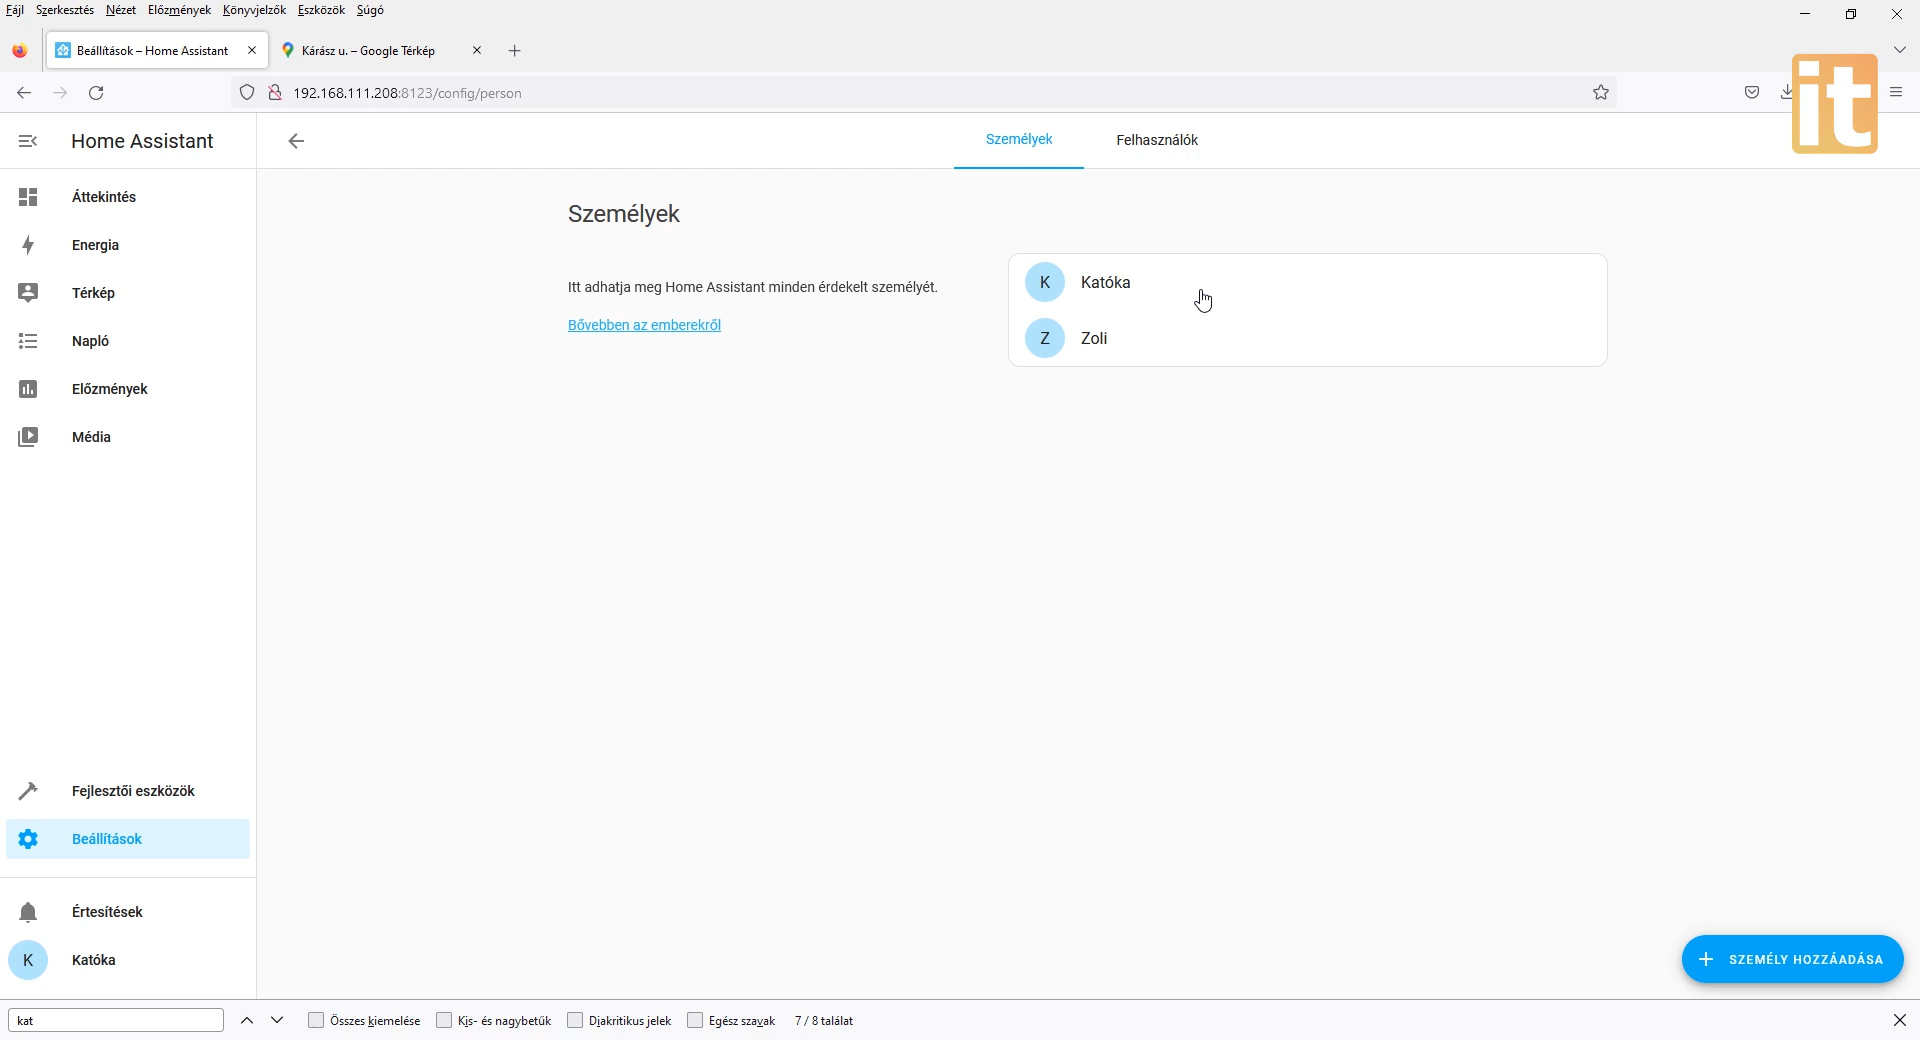 Fájl Szerkesztés Nézet Előzmények Könyvjelzők Eszközök Súgó
Beállítások – Home Assistant
Kárász u. – Google Térkép
192.168.111.208:8123/config/person
it
Home Assistant
Személyek
Felhasználók
Áttekintés
Energia
Térkép
Napló
Előzmények
Média
Személyek
Itt adhatja meg Home Assistant minden érdekelt személyét.
Bővebben az emberekről
K
Katóka
Z
Zoli
Fejlesztői eszközök
Beállítások
Értesítések
K
Katóka
SZEMÉLY HOZZÁADÁSA
kat
Összes kiemelése
Kis- és nagybetűk
Diakritikus jelek
Egész szavak
7 / 8 találat